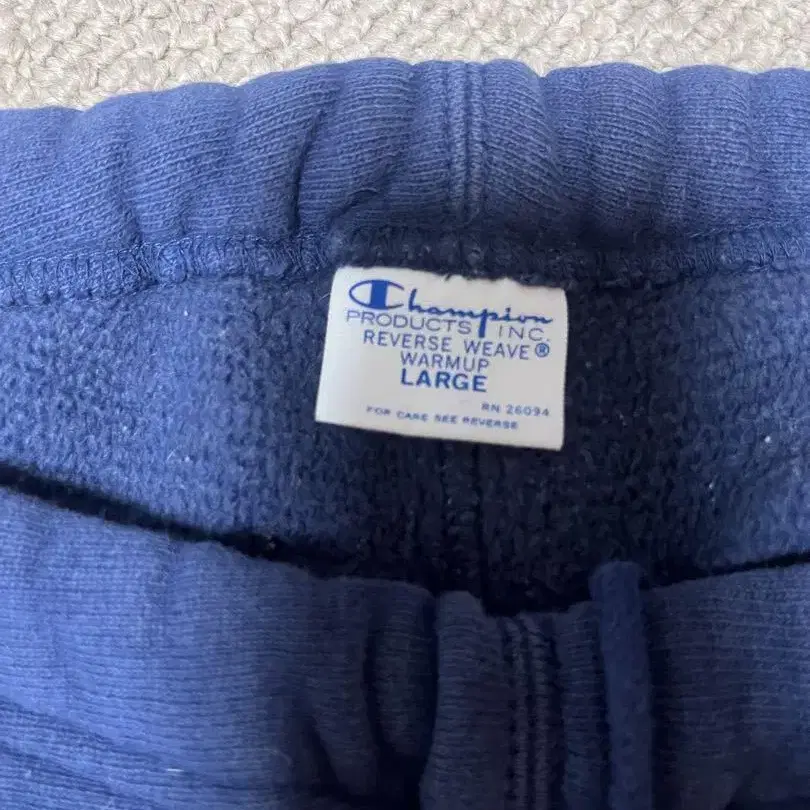 Champion
PRODUCTS INC.
REVERSE WEAVE®
WARMUP
LARGE
RN 26094
FOR CARE SEE REVERSE